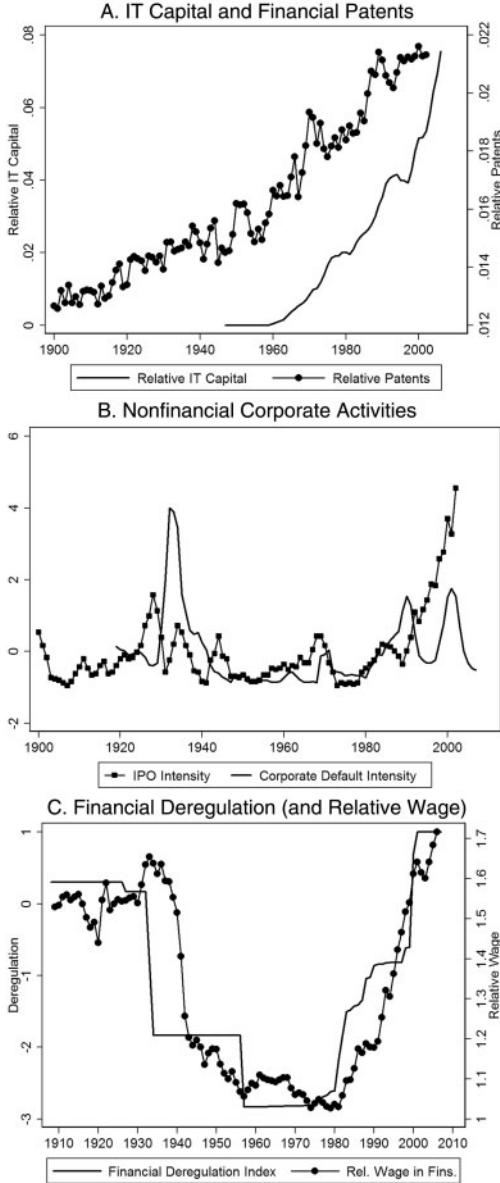 A. IT Capital and Financial Patents
.08
.06
.04
.02
0
Relative IT Capital
.022
.02
.018
.016
.014
.012
Relative Patents
1900 1920 1940 1960 1980 2000
Relative IT Capital Relative Patents
B. Nonfinancial Corporate Activities
6
4
2
0
-2
1900 1920 1940 1960 1980 2000
IPO Intensity Corporate Default Intensity
C. Financial Deregulation (and Relative Wage)
1
0
-1
-2
-3
Deregulation
1.7
1.6
1.5
1.4
1.3
1.2
1.1
1
Relative Wage
1910 1920 1930 1940 1950 1960 1970 1980 1990 2000 2010
Financial Deregulation Index Rel. Wage in Fins.